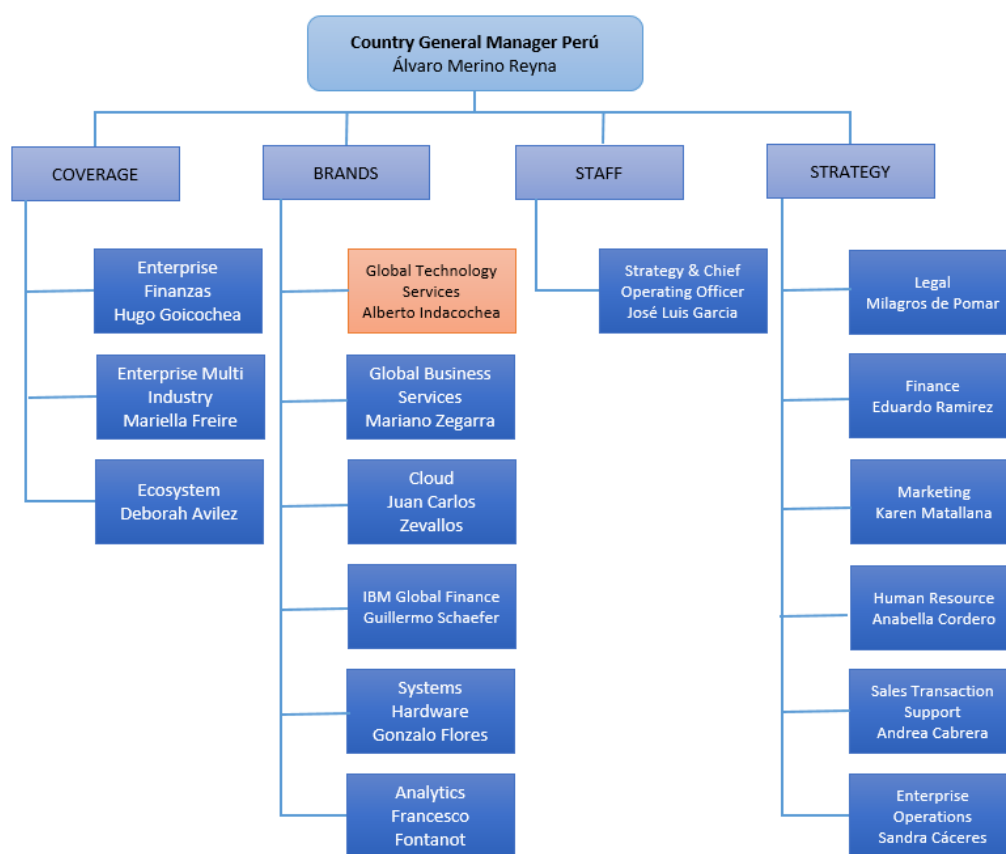 Country General Manager Perú
Álvaro Merino Reyna
COVERAGE
BRANDS
STAFF
STRATEGY
Enterprise
Finanzas
Hugo Goicochea
Enterprise Multi
Industry
Mariella Freire
Ecosystem
Deborah Avilez
Global Technology
Services
Alberto Indacochea
Global Business
Services
Mariano Zegarra
Cloud
Juan Carlos
Zevallos
IBM Global Finance
Guillermo Schaefer
Systems
Hardware
Gonzalo Flores
Analytics
Francesco
Fontanot
Strategy & Chief
Operating Officer
José Luis Garcia
Legal
Milagros de Pomar
Finance
Eduardo Ramirez
Marketing
Karen Matallana
Human Resource
Anabella Cordero
Sales Transaction
Support
Andrea Cabrera
Enterprise
Operations
Sandra Cáceres